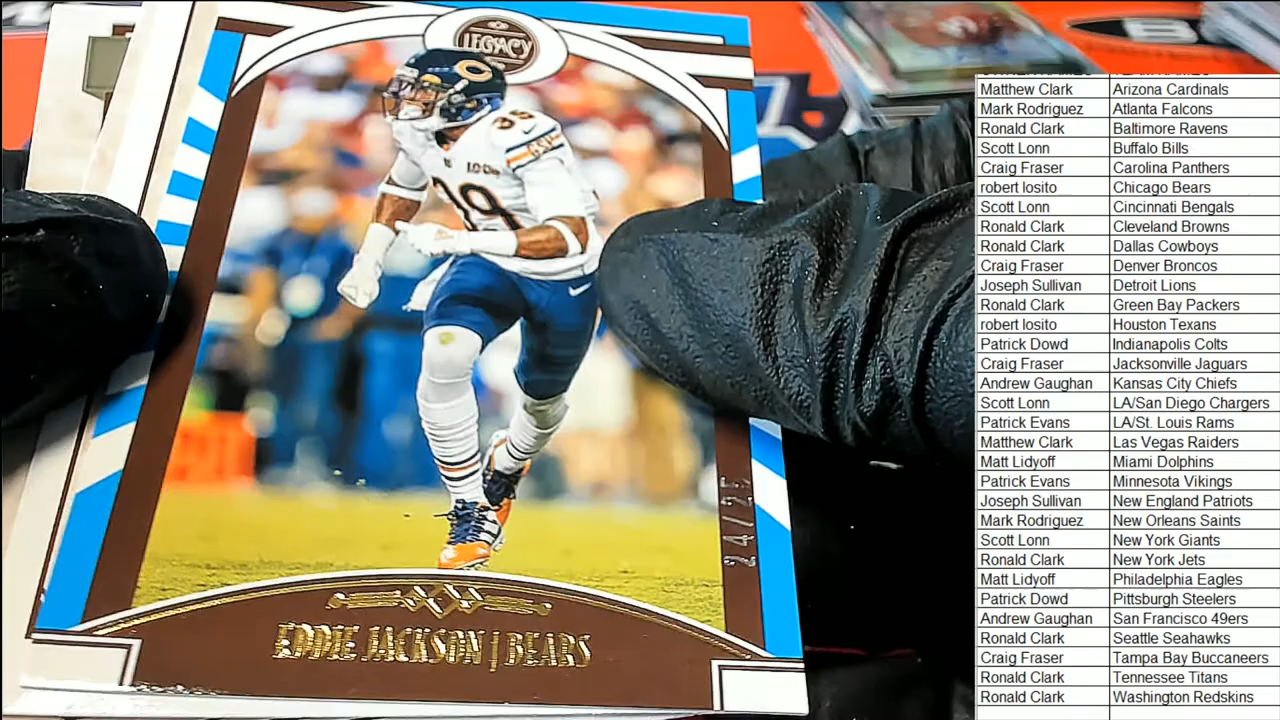 LEGACY
39
100
24/25
EDDIE JACKSON | BEARS
B
Matthew Clark Arizona Cardinals
Mark Rodriguez Atlanta Falcons
Ronald Clark Baltimore Ravens
Scott Lonn Buffalo Bills
Craig Fraser Carolina Panthers
robert losito Chicago Bears
Scott Lonn Cincinnati Bengals
Ronald Clark Cleveland Browns
Ronald Clark Dallas Cowboys
Craig Fraser Denver Broncos
Joseph Sullivan Detroit Lions
Ronald Clark Green Bay Packers
robert losito Houston Texans
Patrick Dowd Indianapolis Colts
Craig Fraser Jacksonville Jaguars
Andrew Gaughan Kansas City Chiefs
Scott Lonn LA/San Diego Chargers
Patrick Evans LA/St. Louis Rams
Matthew Clark Las Vegas Raiders
Matt Lidyoff Miami Dolphins
Patrick Evans Minnesota Vikings
Joseph Sullivan New England Patriots
Mark Rodriguez New Orleans Saints
Scott Lonn New York Giants
Ronald Clark New York Jets
Matt Lidyoff Philadelphia Eagles
Patrick Dowd Pittsburgh Steelers
Andrew Gaughan San Francisco 49ers
Ronald Clark Seattle Seahawks
Craig Fraser Tampa Bay Buccaneers
Ronald Clark Tennessee Titans
Ronald Clark Washington Redskins